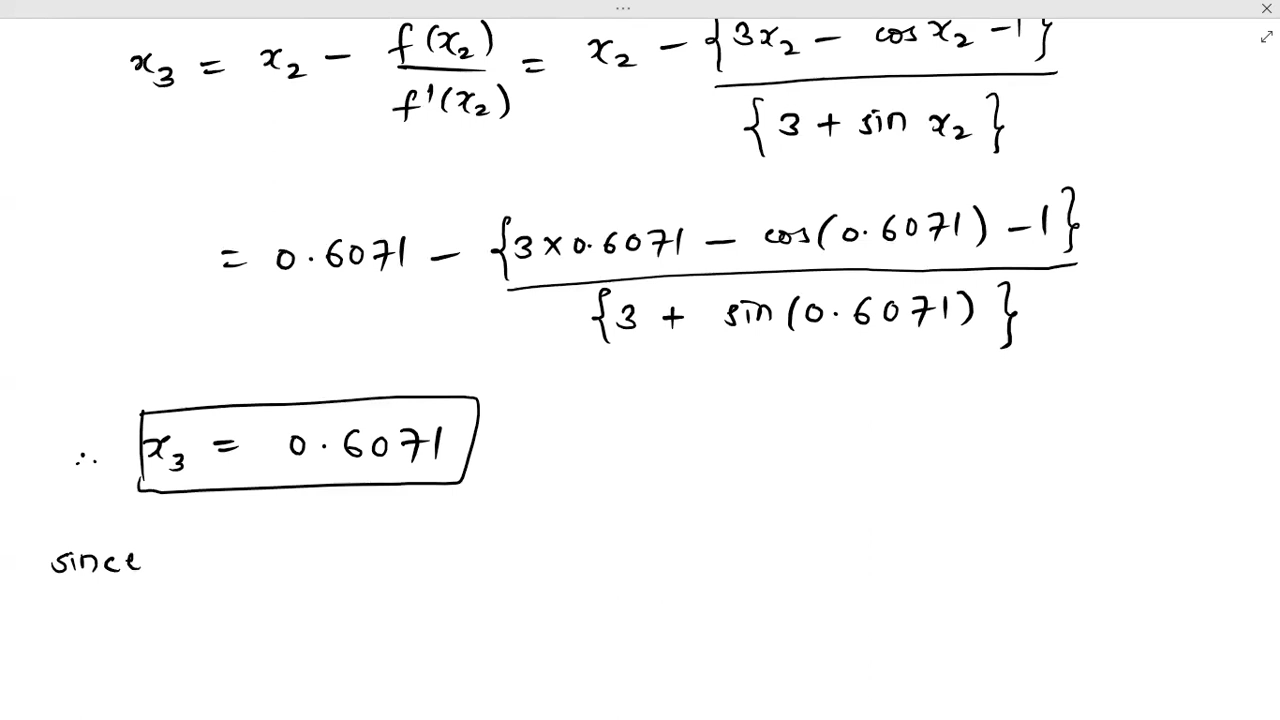 x₃ = x₂ - f(x₂)/f'(x₂) = x₂ - {3x₂ - cos x₂ -1}/{3 + sin x₂}
= 0.6071 - {3×0.6071 - cos(0.6071) -1}/{3 + sin(0.6071)}
∴ x₃ = 0.6071
since